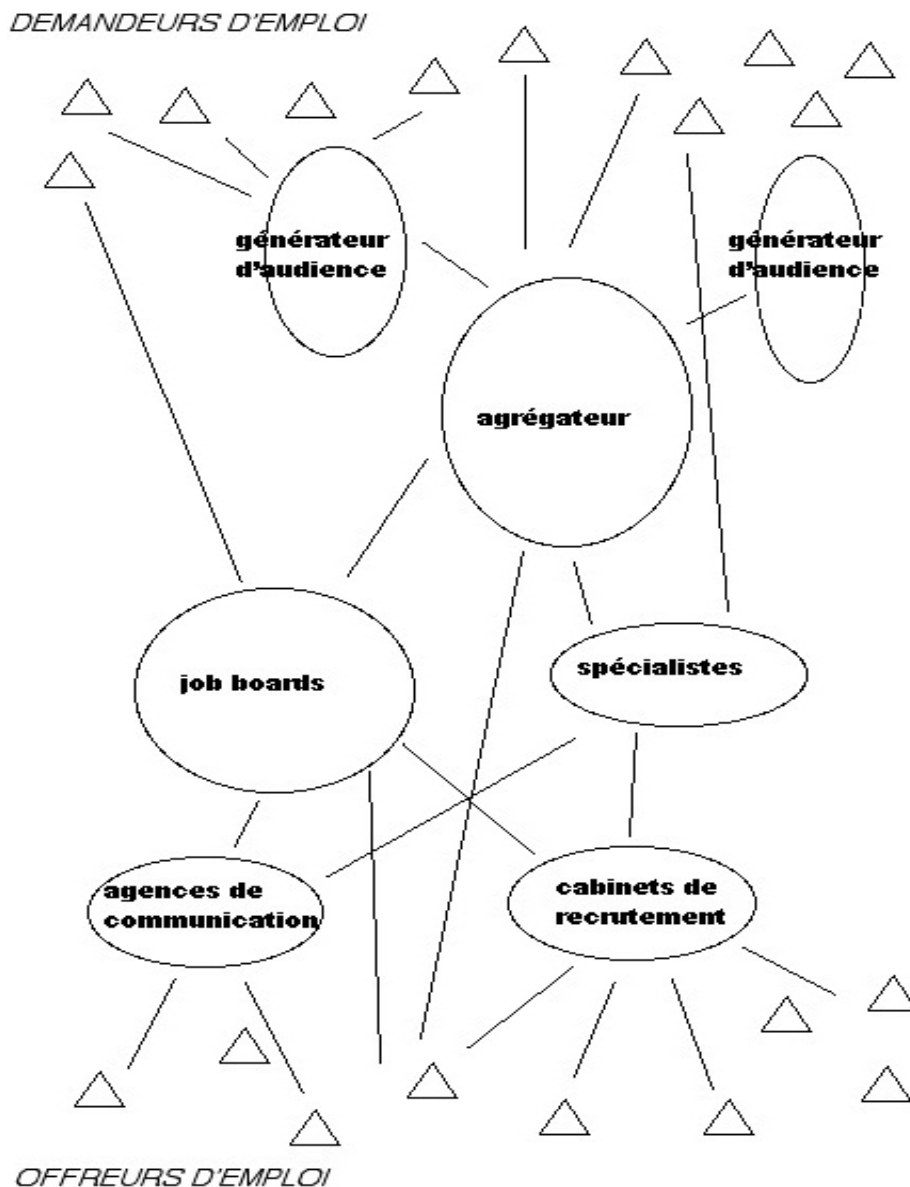 DEMANDEURS D'EMPLOI
générateur
d'audience
générateur
d'audience
agrégateur
job boards
spécialistes
agences de
communication
cabinets de
recrutement
OFFREURS D'EMPLOI